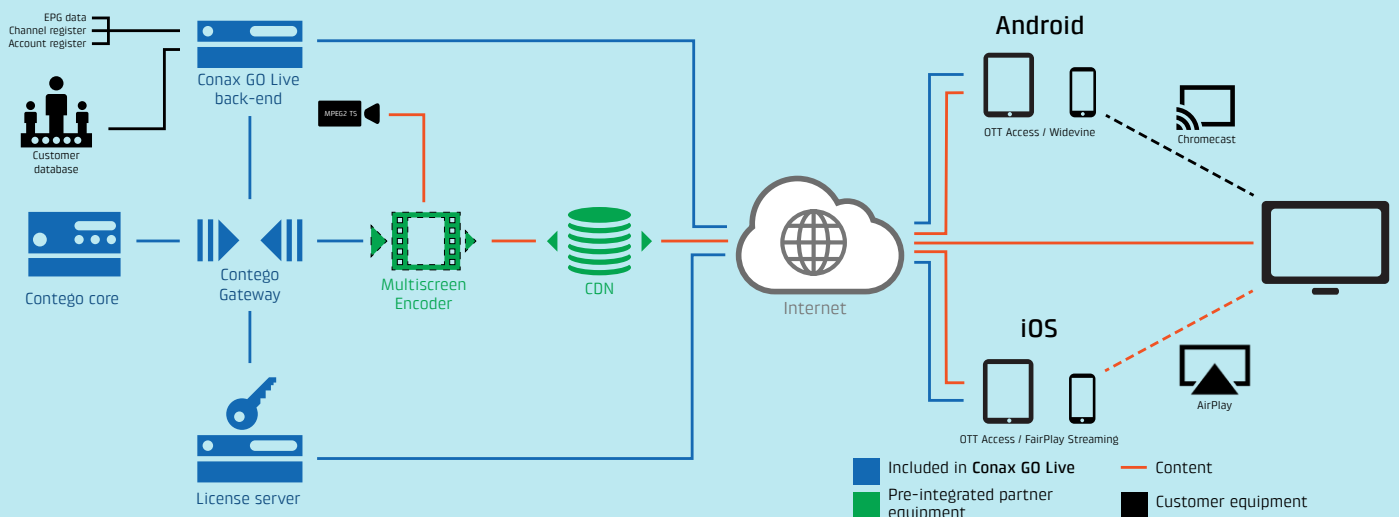 EPG data
Channel register
Account register
Customer
database
Conax GO Live
back-end
MPEG2 TS
Contego core
Contego
Gateway
Multiscreen
Encoder
CDN
License server
Internet
Android
OTT Access / Widevine
Chromecast
iOS
OTT Access / FairPlay Streaming
AirPlay
Included in Conax GO Live
Content
Pre-integrated partner
equipment
Customer equipment